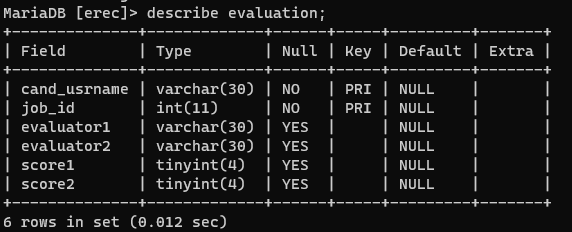 MariaDB [erec]> describe evaluation;
+--------------+-------------+------+-----+---------+-------+
| Field        | Type        | Null | Key | Default | Extra |
+--------------+-------------+------+-----+---------+-------+
| cand_usrname | varchar(30) | NO   | PRI | NULL    |       |
| job_id       | int(11)     | NO   | PRI | NULL    |       |
| evaluator1   | varchar(30) | YES  |     | NULL    |       |
| evaluator2   | varchar(30) | YES  |     | NULL    |       |
| score1       | tinyint(4)  | YES  |     | NULL    |       |
| score2       | tinyint(4)  | YES  |     | NULL    |       |
+--------------+-------------+------+-----+---------+-------+
6 rows in set (0.012 sec)